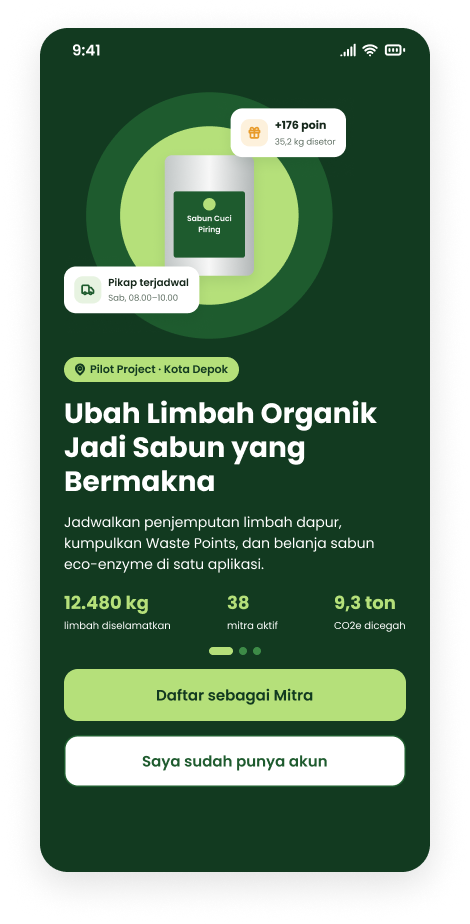 9:41
+176 poin
35,2 kg disetor
Sabun Cuci
Piring
Pikap terjadwal
Sab, 08.00–10.00
Pilot Project · Kota Depok
Ubah Limbah Organik
Jadi Sabun yang
Bermakna
Jadwalkan penjemputan limbah dapur,
kumpulkan Waste Points, dan belanja sabun
eco-enzyme di satu aplikasi.
12.480 kg
limbah diselamatkan
38
mitra aktif
9,3 ton
CO2e dicegah
Daftar sebagai Mitra
Saya sudah punya akun